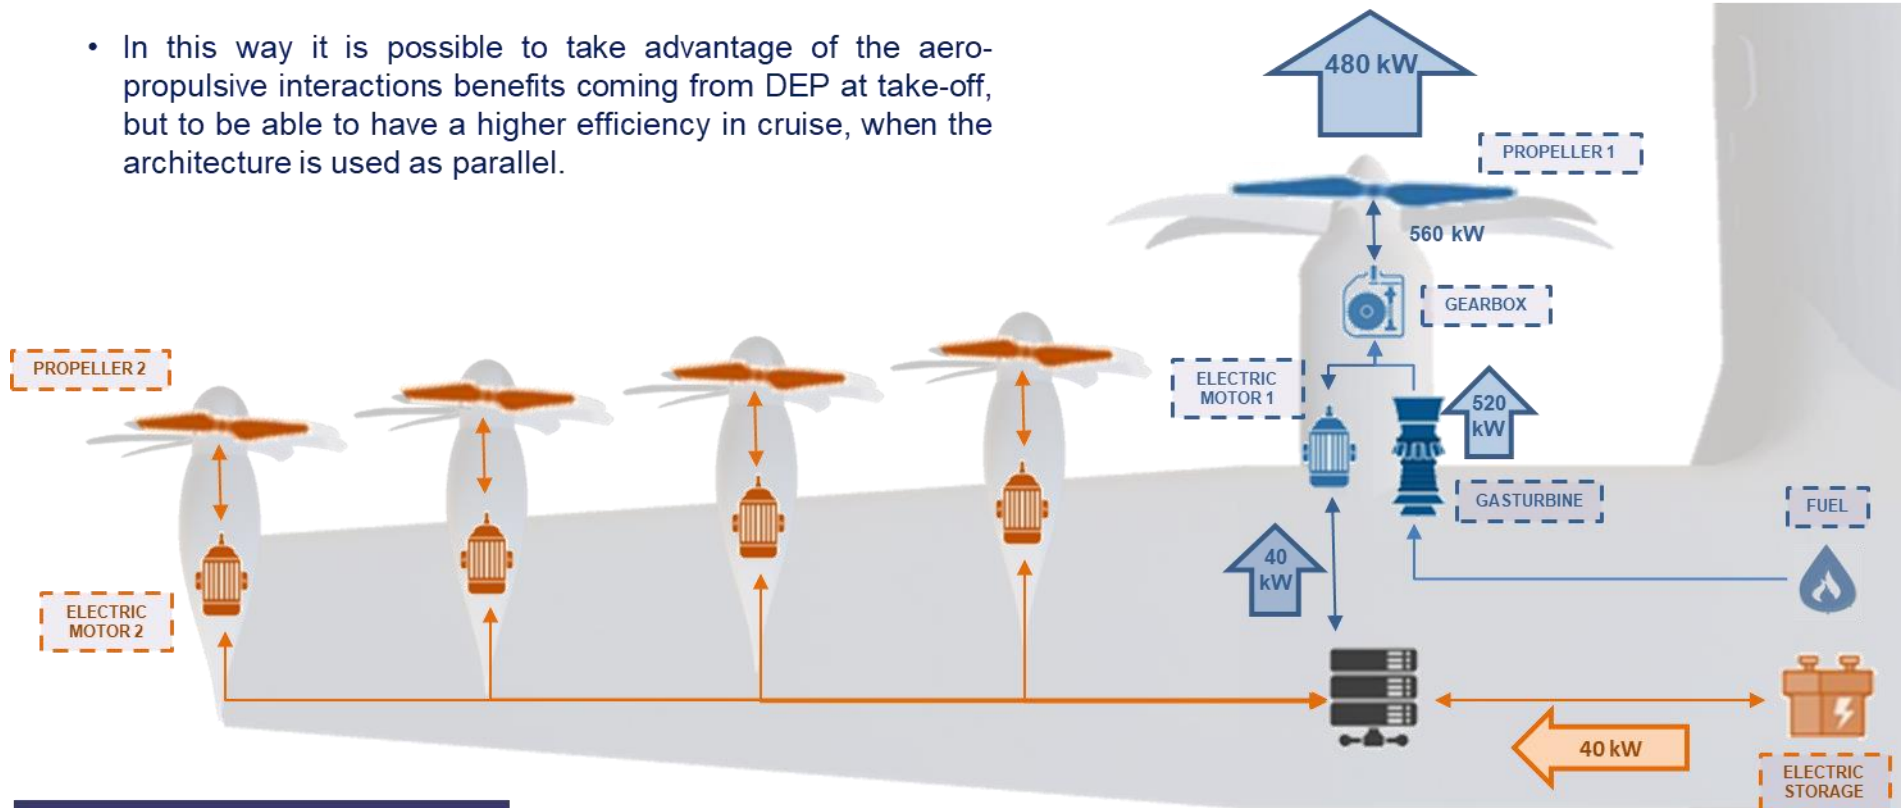 • In this way it is possible to take advantage of the aero-
propulsive interactions benefits coming from DEP at take-off,
but to be able to have a higher efficiency in cruise, when the
architecture is used as parallel.
480 kW
PROPELLER 1
560 kW
GEARBOX
PROPELLER 2
ELECTRIC
MOTOR 1
520
kW
GASTURBINE
FUEL
40
kW
ELECTRIC
MOTOR 2
40 kW
ELECTRIC
STORAGE